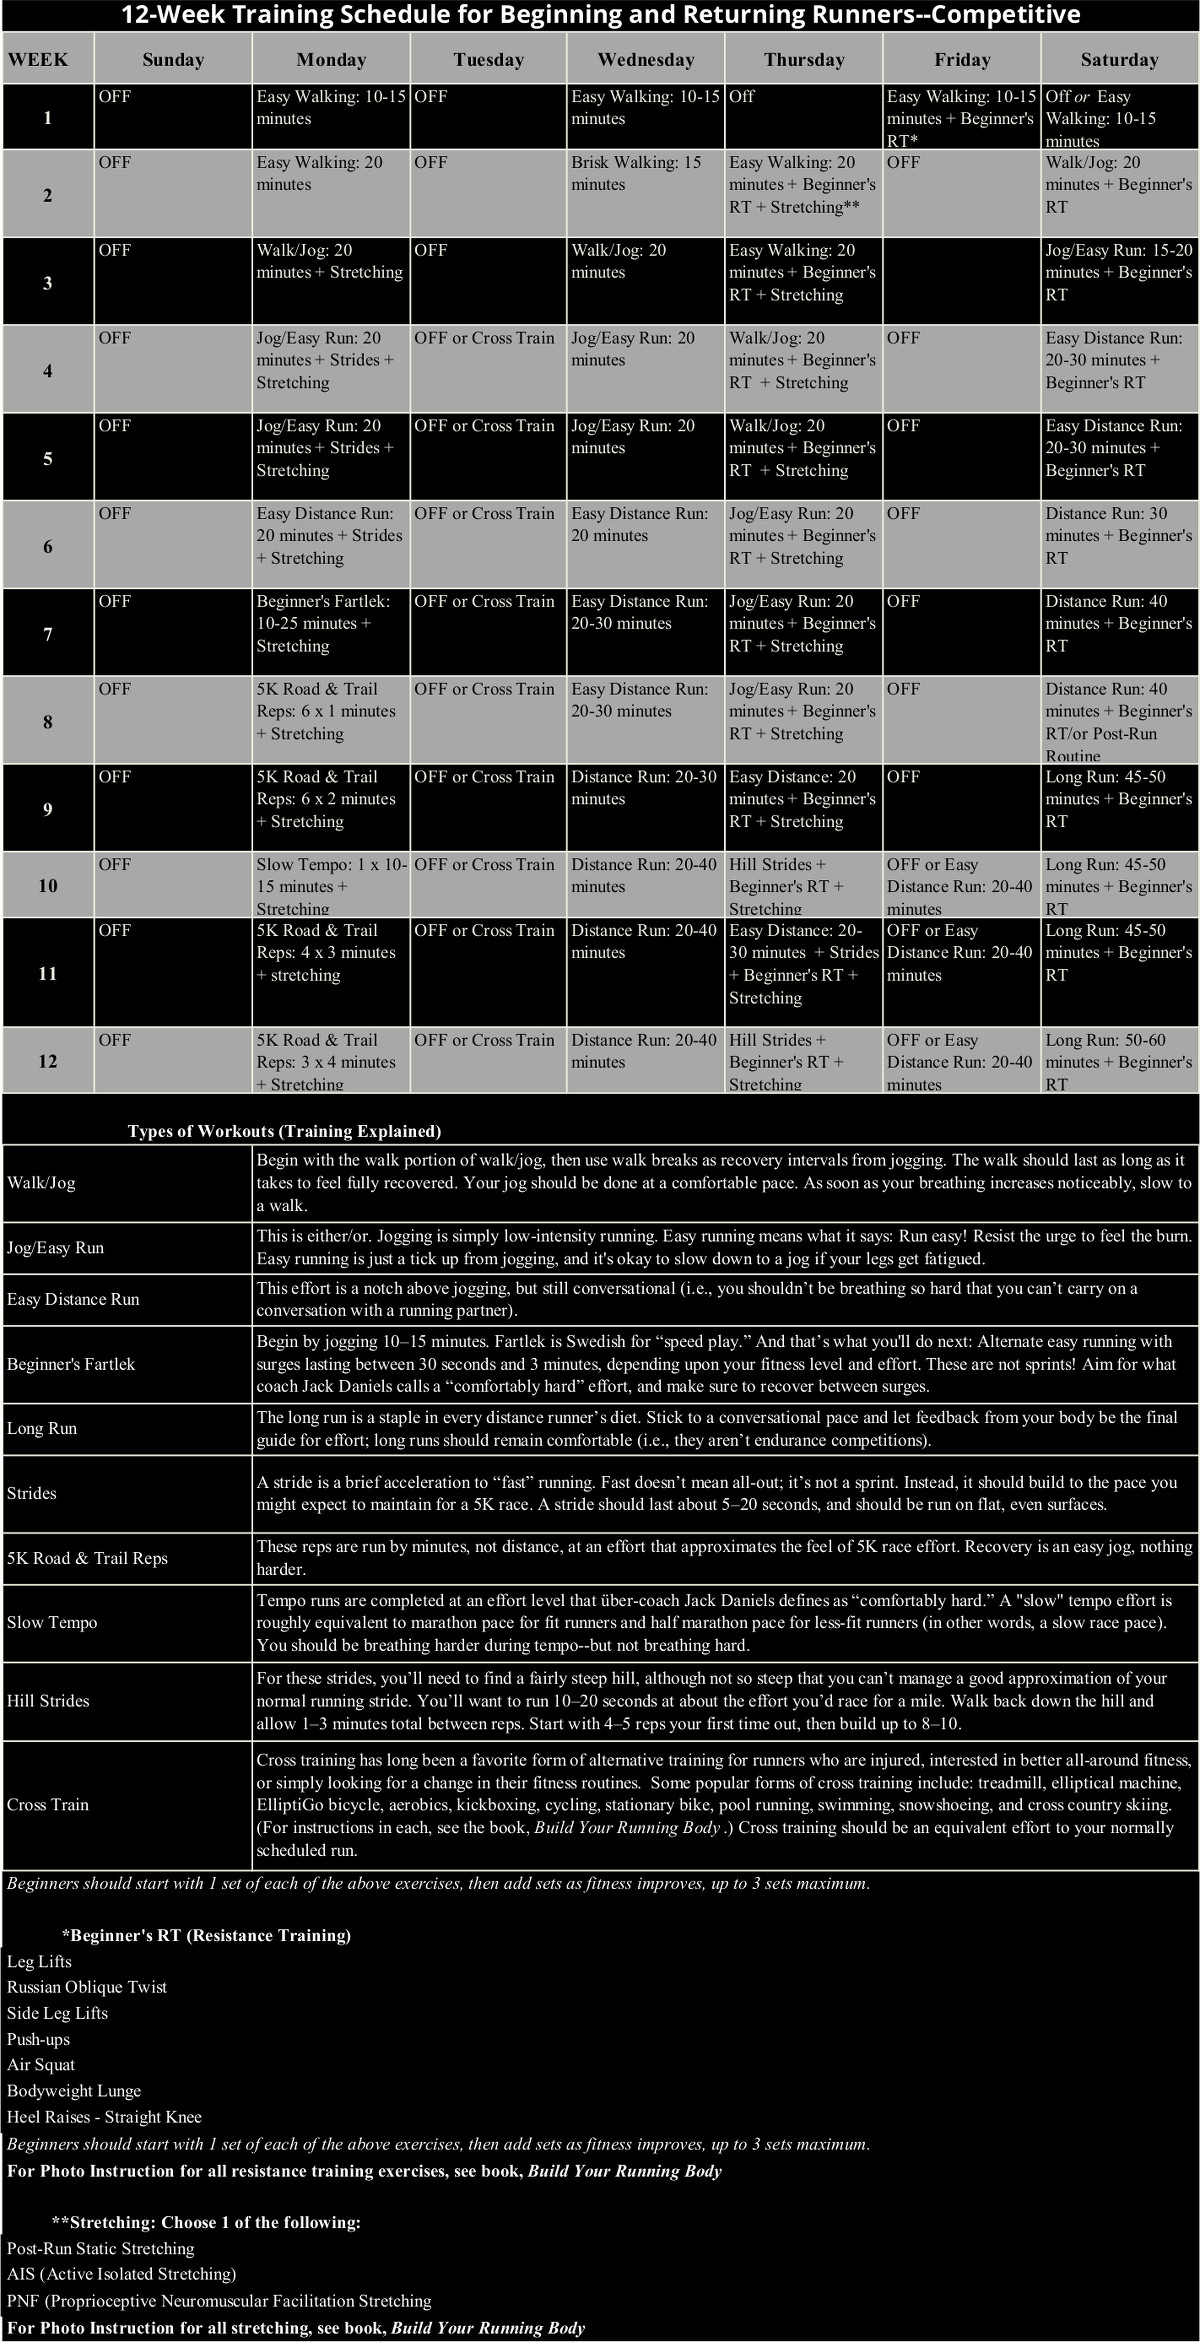 12-Week Training Schedule for Beginning and Returning Runners--Competitive
WEEK Sunday Monday Tuesday Wednesday Thursday Friday Saturday
1
OFF
Easy Walking: 10-15
minutes
OFF
Easy Walking: 10-15
minutes
Off
Easy Walking: 10-15
minutes + Beginner's
RT*
Off or Easy
Walking: 10-15
minutes
2
OFF
Easy Walking: 20
minutes
OFF
Brisk Walking: 15
minutes
Easy Walking: 20
minutes + Beginner's
RT + Stretching**
OFF
Walk/Jog: 20
minutes + Beginner's
RT
3
OFF
Walk/Jog: 20
minutes + Stretching
OFF
Walk/Jog: 20
minutes
Easy Walking: 20
minutes + Beginner's
RT + Stretching
Jog/Easy Run: 15-20
minutes + Beginner's
RT
4
OFF
Jog/Easy Run: 20
minutes + Strides +
Stretching
OFF or Cross Train
Jog/Easy Run: 20
minutes
Walk/Jog: 20
minutes + Beginner's
RT + Stretching
OFF
Easy Distance Run:
20-30 minutes +
Beginner's RT
5
OFF
Jog/Easy Run: 20
minutes + Strides +
Stretching
OFF or Cross Train
Jog/Easy Run: 20
minutes
Walk/Jog: 20
minutes + Beginner's
RT + Stretching
OFF
Easy Distance Run:
20-30 minutes +
Beginner's RT
6
OFF
Easy Distance Run:
20 minutes + Strides
+ Stretching
OFF or Cross Train
Easy Distance Run:
20 minutes
Jog/Easy Run: 20
minutes + Beginner's
RT + Stretching
OFF
Distance Run: 30
minutes + Beginner's
RT
7
OFF
Beginner's Fartlek:
10-25 minutes +
Stretching
OFF or Cross Train
Easy Distance Run:
20-30 minutes
Jog/Easy Run: 20
minutes + Beginner's
RT + Stretching
OFF
Distance Run: 40
minutes + Beginner's
RT
8
OFF
5K Road & Trail
Reps: 6 x 1 minutes
+ Stretching
OFF or Cross Train
Easy Distance Run:
20-30 minutes
Jog/Easy Run: 20
minutes + Beginner's
RT + Stretching
OFF
Distance Run: 40
minutes + Beginner's
RT/or Post-Run
Routine
9
OFF
5K Road & Trail
Reps: 6 x 2 minutes
+ Stretching
OFF or Cross Train
Distance Run: 20-30
minutes
Easy Distance: 20
minutes + Beginner's
RT + Stretching
OFF
Long Run: 45-50
minutes + Beginner's
RT
10
OFF
Slow Tempo: 1 x 10-
15 minutes +
Stretching
OFF or Cross Train
Distance Run: 20-40
minutes
Hill Strides +
Beginner's RT +
Stretching
OFF or Easy
Distance Run: 20-40
minutes
Long Run: 45-50
minutes + Beginner's
RT
11
OFF
5K Road & Trail
Reps: 4 x 3 minutes
+ stretching
OFF or Cross Train
Distance Run: 20-40
minutes
Easy Distance: 20-
30 minutes + Strides
+ Beginner's RT +
Stretching
OFF or Easy
Distance Run: 20-40
minutes
Long Run: 45-50
minutes + Beginner's
RT
12
OFF
5K Road & Trail
Reps: 3 x 4 minutes
+ Stretching
OFF or Cross Train
Distance Run: 20-40
minutes
Hill Strides +
Beginner's RT +
Stretching
OFF or Easy
Distance Run: 20-40
minutes
Long Run: 50-60
minutes + Beginner's
RT
Types of Workouts (Training Explained)
Walk/Jog
Begin with the walk portion of walk/jog, then use walk breaks as recovery intervals from jogging. The walk should last as long as it
takes to feel fully recovered. Your jog should be done at a comfortable pace. As soon as your breathing increases noticeably, slow to
a walk.
Jog/Easy Run
This is either/or. Jogging is simply low-intensity running. Easy running means what it says: Run easy! Resist the urge to feel the burn.
Easy running is just a tick up from jogging, and it's okay to slow down to a jog if your legs get fatigued.
Easy Distance Run
This effort is a notch above jogging, but still conversational (i.e., you shouldn’t be breathing so hard that you can’t carry on a
conversation with a running partner).
Beginner's Fartlek
Begin by jogging 10–15 minutes. Fartlek is Swedish for “speed play.” And that’s what you'll do next: Alternate easy running with
surges lasting between 30 seconds and 3 minutes, depending upon your fitness level and effort. These are not sprints! Aim for what
coach Jack Daniels calls a “comfortably hard” effort, and make sure to recover between surges.
Long Run
The long run is a staple in every distance runner’s diet. Stick to a conversational pace and let feedback from your body be the final
guide for effort; long runs should remain comfortable (i.e., they aren’t endurance competitions).
Strides
A stride is a brief acceleration to “fast” running. Fast doesn’t mean all-out; it’s not a sprint. Instead, it should build to the pace you
might expect to maintain for a 5K race. A stride should last about 5–20 seconds, and should be run on flat, even surfaces.
5K Road & Trail Reps
These reps are run by minutes, not distance, at an effort that approximates the feel of 5K race effort. Recovery is an easy jog, nothing
harder.
Slow Tempo
Tempo runs are completed at an effort level that über-coach Jack Daniels defines as “comfortably hard.” A "slow" tempo effort is
roughly equivalent to marathon pace for fit runners and half marathon pace for less-fit runners (in other words, a slow race pace).
You should be breathing harder during tempo--but not breathing hard.
Hill Strides
For these strides, you’ll need to find a fairly steep hill, although not so steep that you can’t manage a good approximation of your
normal running stride. You’ll want to run 10–20 seconds at about the effort you’d race for a mile. Walk back down the hill and
allow 1–3 minutes total between reps. Start with 4–5 reps your first time out, then build up to 8–10.
Cross Train
Cross training has long been a favorite form of alternative training for runners who are injured, interested in better all-around fitness,
or simply looking for a change in their fitness routines. Some popular forms of cross training include: treadmill, elliptical machine,
ElliptiGo bicycle, aerobics, kickboxing, cycling, stationary bike, pool running, swimming, snowshoeing, and cross country skiing.
(For instructions in each, see the book, Build Your Running Body .) Cross training should be an equivalent effort to your normally
scheduled run.
Beginners should start with 1 set of each of the above exercises, then add sets as fitness improves, up to 3 sets maximum.
*Beginner's RT (Resistance Training)
Leg Lifts
Russian Oblique Twist
Side Leg Lifts
Push-ups
Air Squat
Bodyweight Lunge
Heel Raises - Straight Knee
Beginners should start with 1 set of each of the above exercises, then add sets as fitness improves, up to 3 sets maximum.
For Photo Instruction for all resistance training exercises, see book, Build Your Running Body
**Stretching: Choose 1 of the following:
Post-Run Static Stretching
AIS (Active Isolated Stretching)
PNF (Proprioceptive Neuromuscular Facilitation Stretching
For Photo Instruction for all stretching, see book, Build Your Running Body